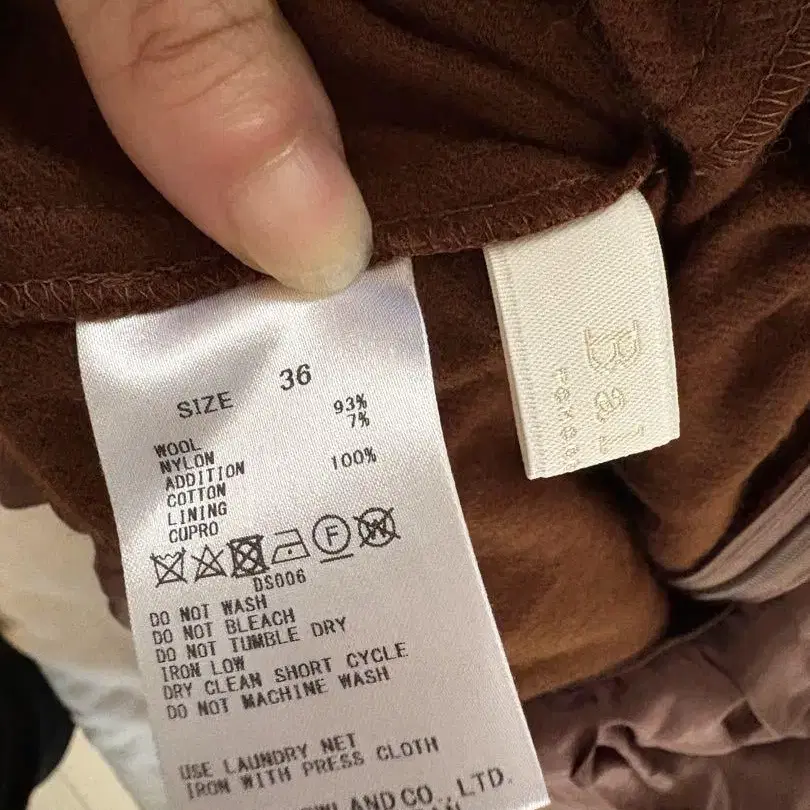 SIZE 36
WOOL 93%
NYLON 7%
ADDITION
COTTON 100%
LINING
CUPRO
F W
DS006
DO NOT WASH
DO NOT BLEACH
DO NOT TUMBLE DRY
IRON LOW
DRY CLEAN SHORT CYCLE
DO NOT MACHINE WASH
USE LAUNDRY NET
IRON WITH PRESS CLOTH
CO., LTD.